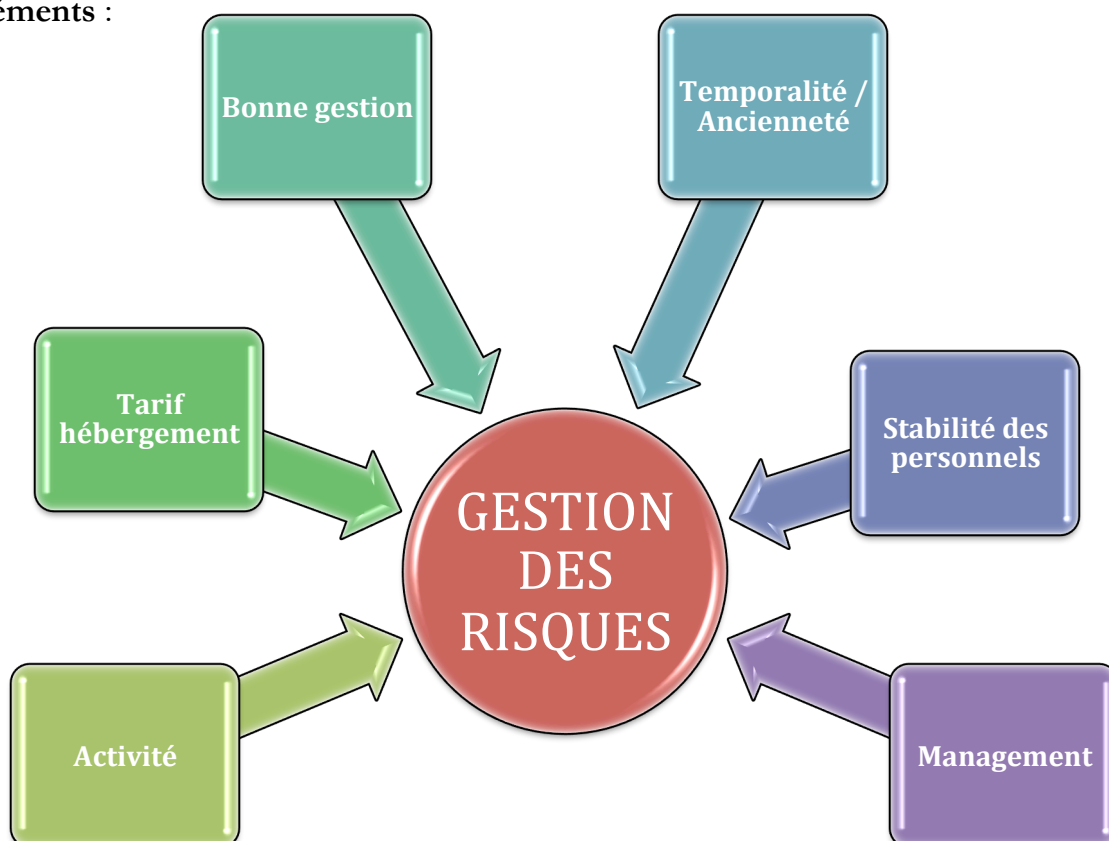 éments :
Bonne gestion
Temporalité /
Ancienneté
Tarif
hébergement
Stabilité des
personnels
GESTION
DES
RISQUES
Activité
Management